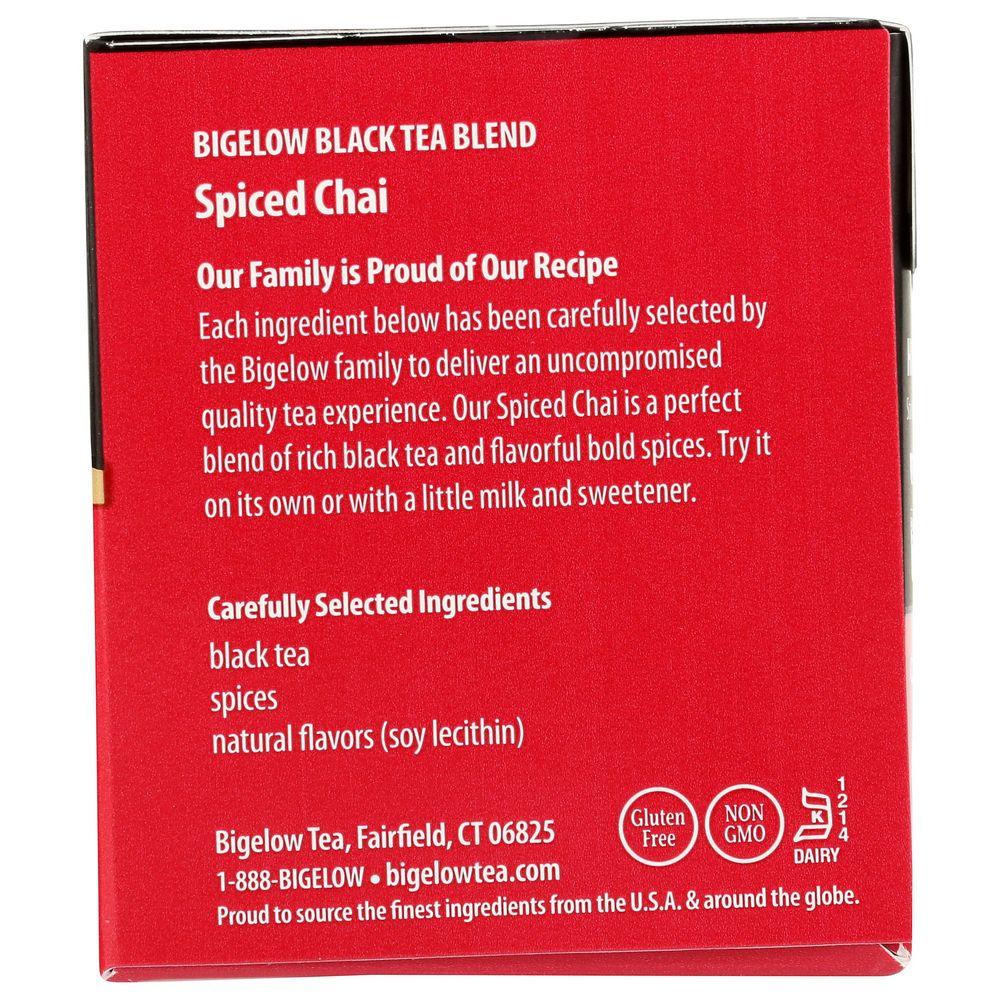 BIGELOW BLACK TEA BLEND
Spiced Chai
Our Family is Proud of Our Recipe
Each ingredient below has been carefully selected by
the Bigelow family to deliver an uncompromised
quality tea experience. Our Spiced Chai is a perfect
blend of rich black tea and flavorful bold spices. Try it
on its own or with a little milk and sweetener.
Carefully Selected Ingredients
black tea
spices
natural flavors (soy lecithin)
Bigelow Tea, Fairfield, CT 06825
1-888-BIGELOW • bigelowtea.com
Proud to source the finest ingredients from the U.S.A. & around the globe.
Gluten
Free
NON
GMO
K
DAIRY
1
2
1
4